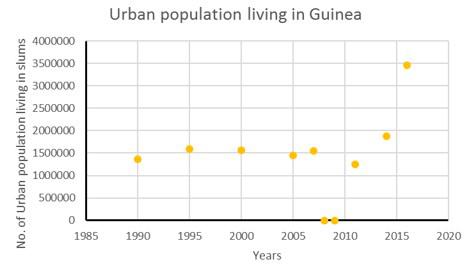 Urban population living in Guinea
No. of Urban population living in slums
4000000
3500000
3000000
2500000
2000000
1500000
1000000
500000
0
1985 1990 1995 2000 2005 2010 2015 2020
Years